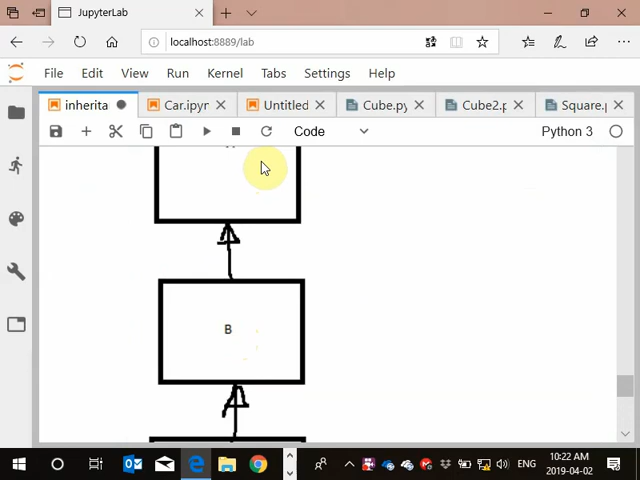 JupyterLab
localhost:8889/lab
File Edit View Run Kernel Tabs Settings Help
inherita Car.ipyn Untitled Cube.py Cube2.p Square.p
Code Python 3
B
ENG
10:22 AM
2019-04-02